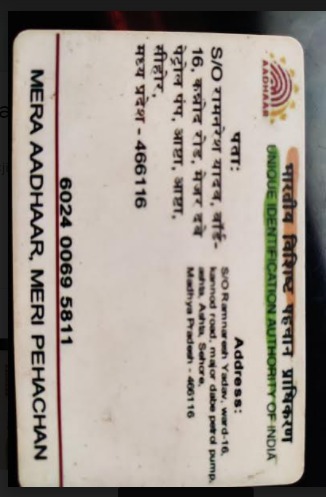 भारतीय विशिष्ट पहचान प्राधिकरण
UNIQUE IDENTIFICATION AUTHORITY OF INDIA
AADHAAR
पता:
S/O रामनरेश यादव, वॉर्ड-
16, कन्नोद रोड, मेजर दबे
पेट्रोल पंप, आष्टा, आष्टा,
सीहोर,
मध्य प्रदेश - 466116
Address:
S/O Ramnaresh Yadav, ward-16,
kannod road, major dabe petrol pump,
ashta, Ashta, Sehore,
Madhya Pradesh - 466116
6024 0069 5811
MERA AADHAAR, MERI PEHACHAN